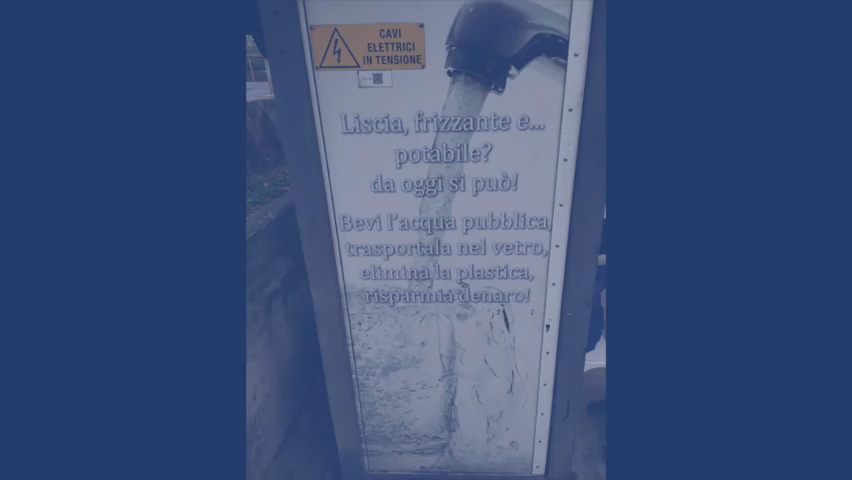 CAVI
ELETTRICI
IN TENSIONE
Liscia, frizzante e...
potabile?
da oggi si può!
Bevi l'acqua pubblica,
trasportala nel vetro,
elimina la plastica,
risparmia denaro!